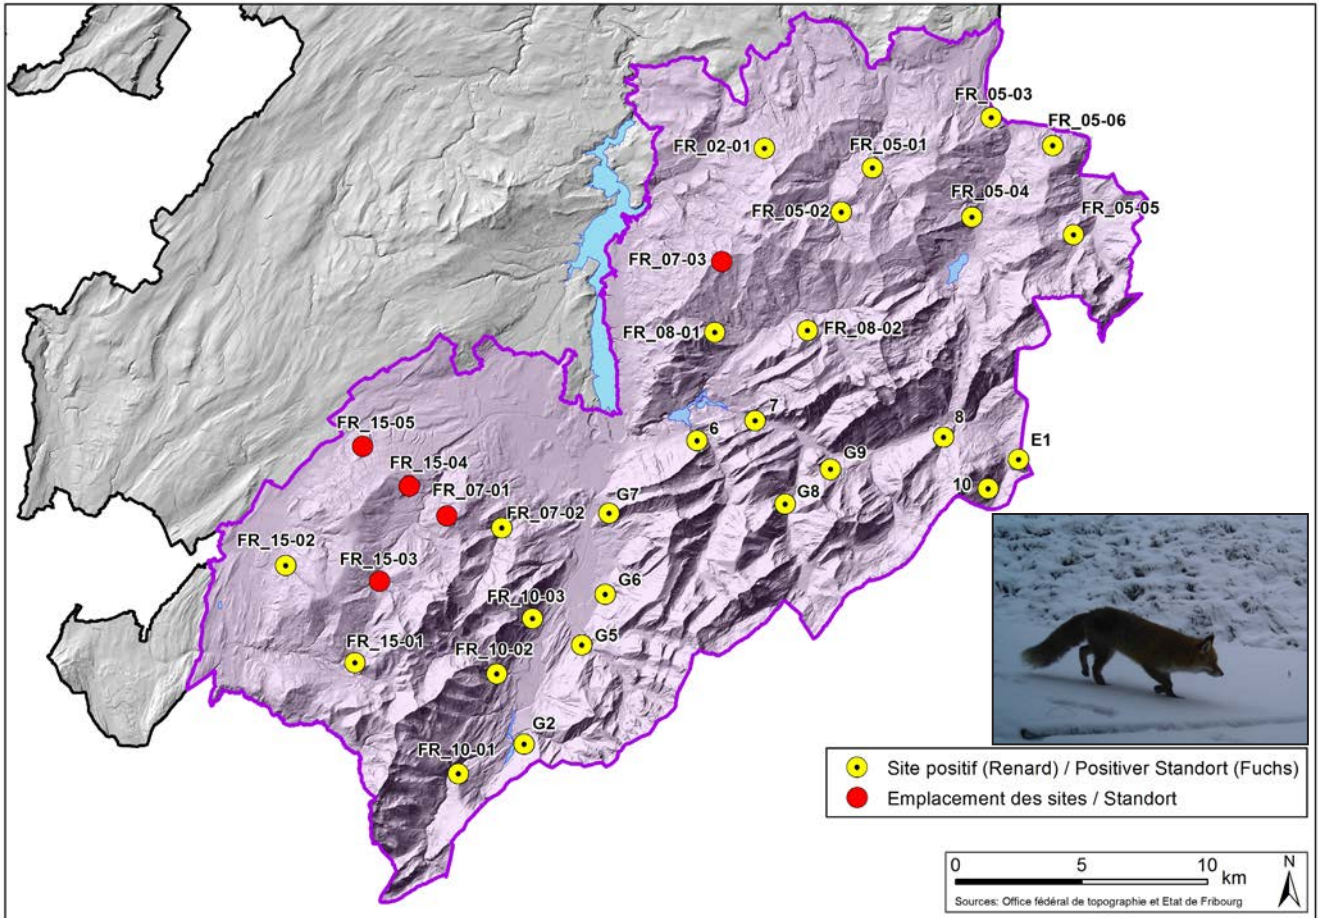 FR_05-03
FR_05-06
FR_02-01
FR_05-01
FR_05-04
FR_05-02
FR_05-05
FR_07-03
FR_08-01
FR_08-02
7
6
8
FR_15-05
E1
G9
FR_15-04
10
G8
G7
FR_07-01
FR_07-02
FR_15-02
FR_15-03
G6
FR_10-03
G5
FR_15-01
FR_10-02
G2
FR_10-01
Site positif (Renard) / Positiver Standort (Fuchs)
Emplacement des sites / Standort
0 5 10 km
N
Sources: Office fédéral de topographie et Etat de Fribourg